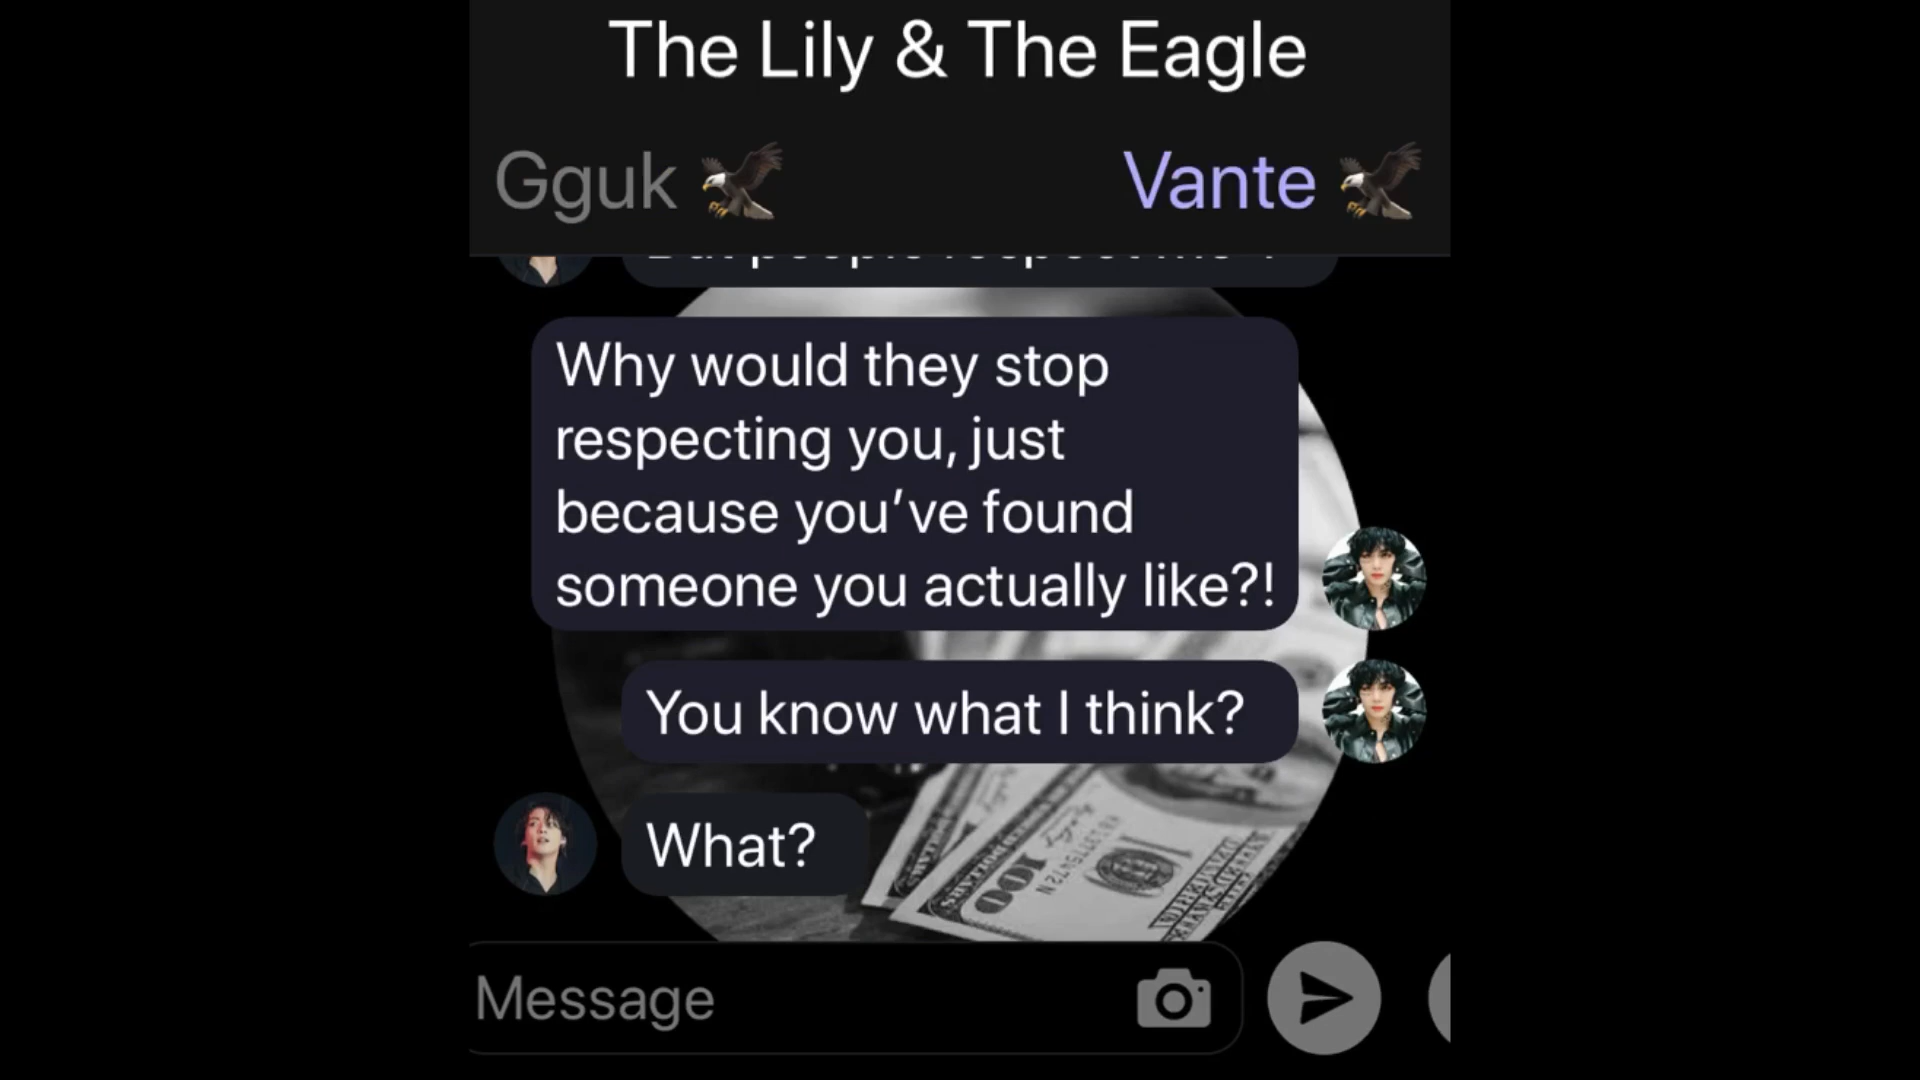 The Lily & The Eagle
Gguk 🦅
Vante 🦅
Why would they stop
respecting you, just
because you've found
someone you actually like?!
You know what I think?
What?
100
Message